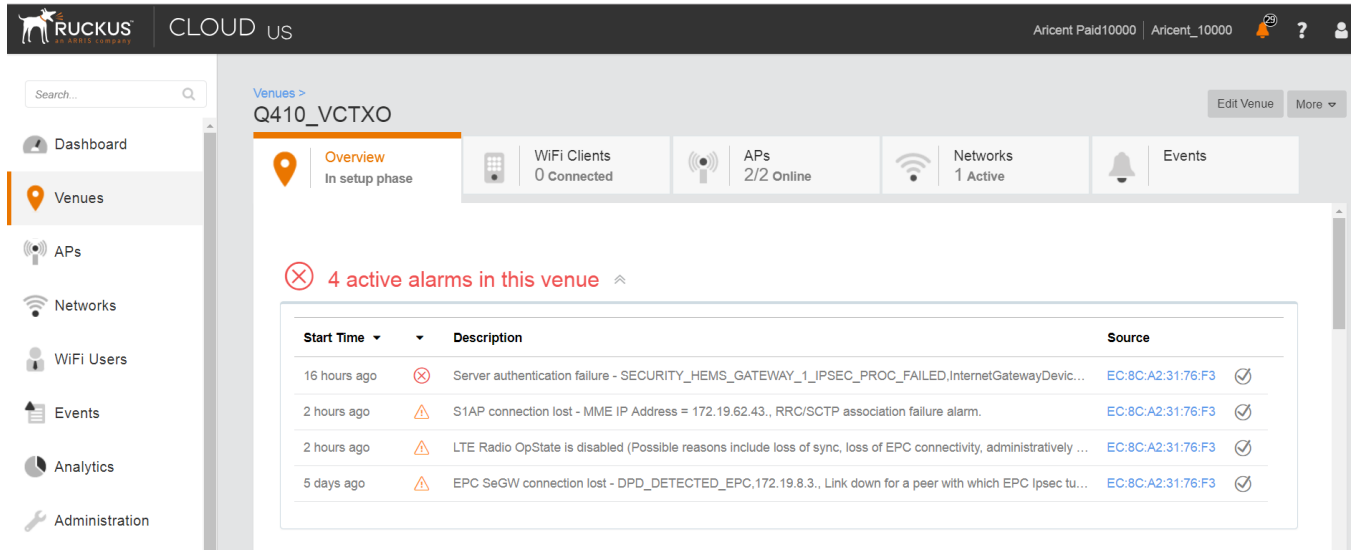 RUCKUS
an ARRIS company
CLOUD US
Aricent Paid10000 Aricent_10000
29
?
Search...
Dashboard
Venues
APs
Networks
WiFi Users
Events
Analytics
Administration
Venues >
Q410_VCTXO
Edit Venue
More
Overview
In setup phase
WiFi Clients
0 Connected
APs
2/2 Online
Networks
1 Active
Events
4 active alarms in this venue
Start Time Description Source
16 hours ago Server authentication failure - SECURITY_HEMS_GATEWAY_1_IPSEC_PROC_FAILED,InternetGatewayDevic... EC:8C:A2:31:76:F3
2 hours ago S1AP connection lost - MME IP Address = 172.19.62.43., RRC/SCTP association failure alarm. EC:8C:A2:31:76:F3
2 hours ago LTE Radio OpState is disabled (Possible reasons include loss of sync, loss of EPC connectivity, administratively ... EC:8C:A2:31:76:F3
5 days ago EPC SeGW connection lost - DPD_DETECTED_EPC,172.19.8.3., Link down for a peer with which EPC Ipsec tu... EC:8C:A2:31:76:F3